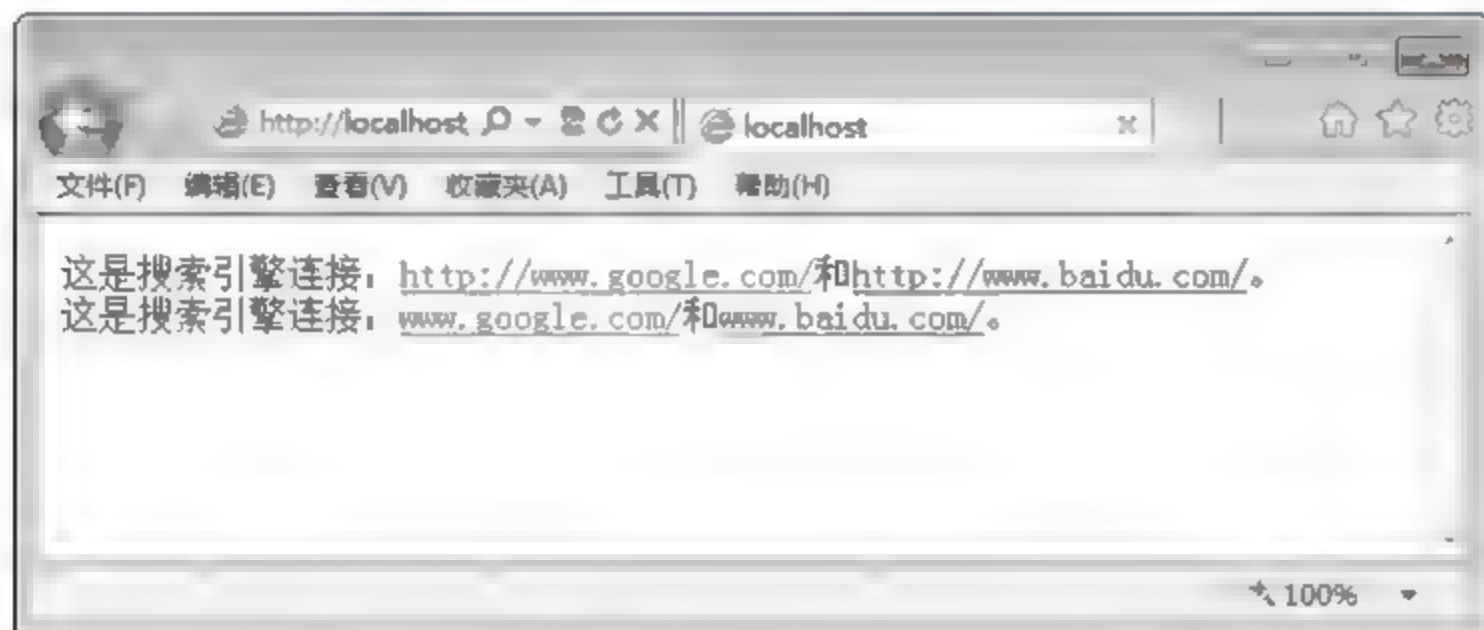 http://localhost localhost
文件(F) 编辑(E) 查看(V) 收藏夹(A) 工具(T) 帮助(H)
这是搜索引擎连接：http://www.google.com/和http://www.baidu.com/。
这是搜索引擎连接：www.google.com/和www.baidu.com/。
100%